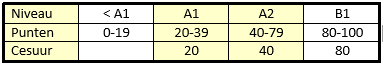 Niveau < A1 A1 A2 B1
Punten 0-19 20-39 40-79 80-100
Cesuur 20 40 80